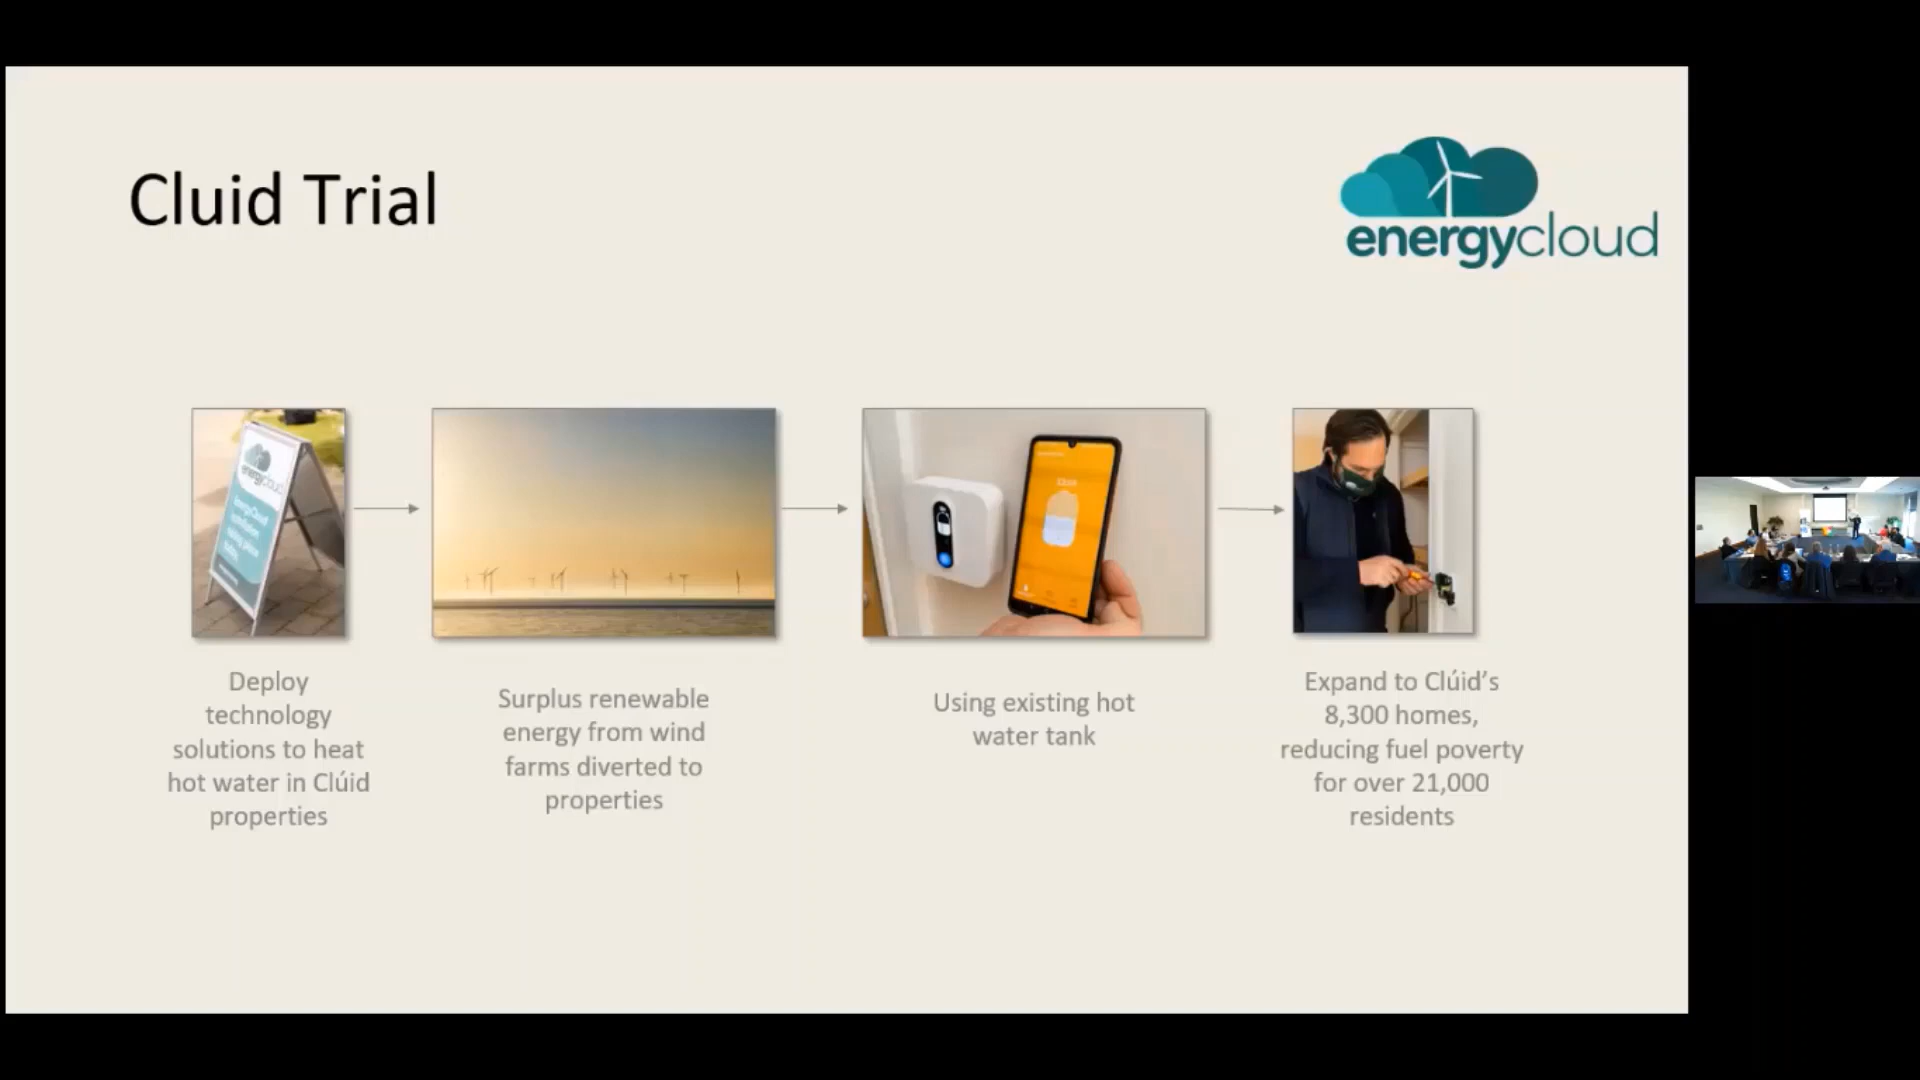 Cluid Trial
energycloud
energycloud
Deploy
technology
solutions to heat
hot water in Clúid
properties
Surplus renewable
energy from wind
farms diverted to
properties
Using existing hot
water tank
Expand to Clúid's
8,300 homes,
reducing fuel poverty
for over 21,000
residents